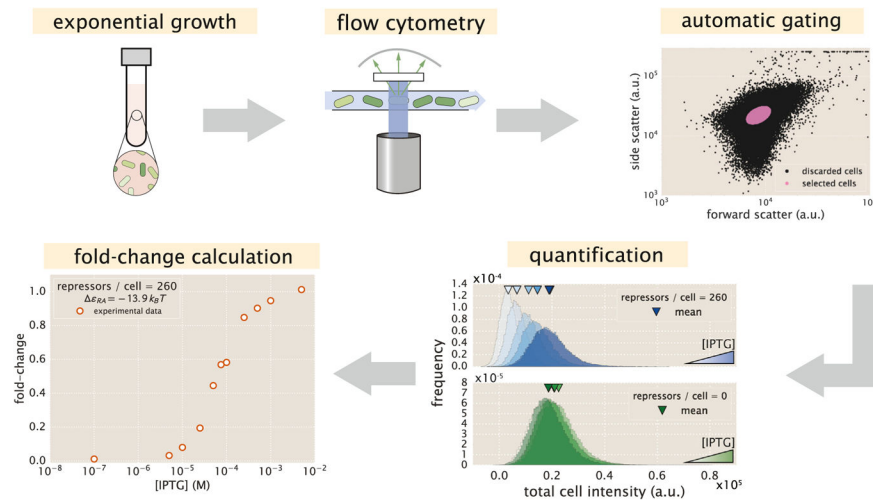 exponential growth
flow cytometry
automatic gating
side scatter (a.u.)
10⁵
10⁴
10³
discarded cells
selected cells
10³
10⁴
10⁵
forward scatter (a.u.)
fold-change calculation
repressors / cell = 260
Δε_RA = −13.9 k_BT
experimental data
fold-change
1.0
0.8
0.6
0.4
0.2
0.0
10⁻⁸
10⁻⁷
10⁻⁶
10⁻⁵
10⁻⁴
10⁻³
10⁻²
[IPTG] (M)
quantification
x10⁻⁴
1.4
1.2
1.0
0.8
0.6
0.4
0.2
0.0
repressors / cell = 260
mean
[IPTG]
frequency
x10⁻⁵
8
7
6
5
4
3
2
1
0
repressors / cell = 0
mean
[IPTG]
0.0
0.2
0.4
0.6
0.8
x10⁵
total cell intensity (a.u.)